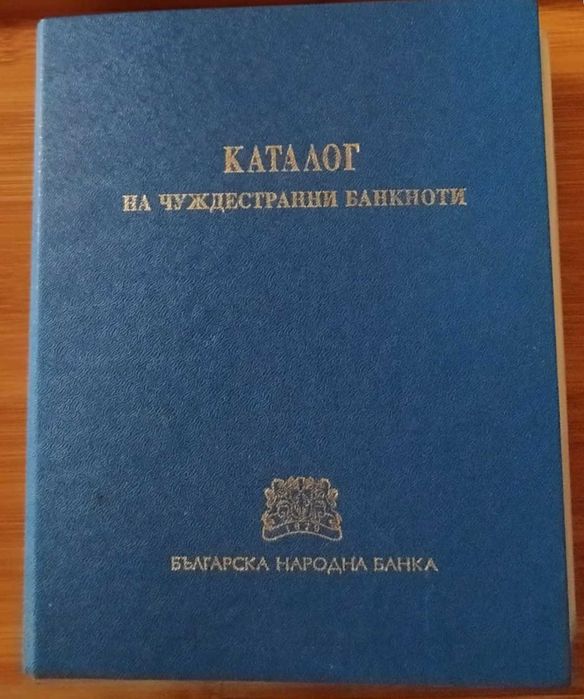 КАТАЛОГ
НА ЧУЖДЕСТРАННИ БАНКНОТИ
1879
БЪЛГАРСКА НАРОДНА БАНКА